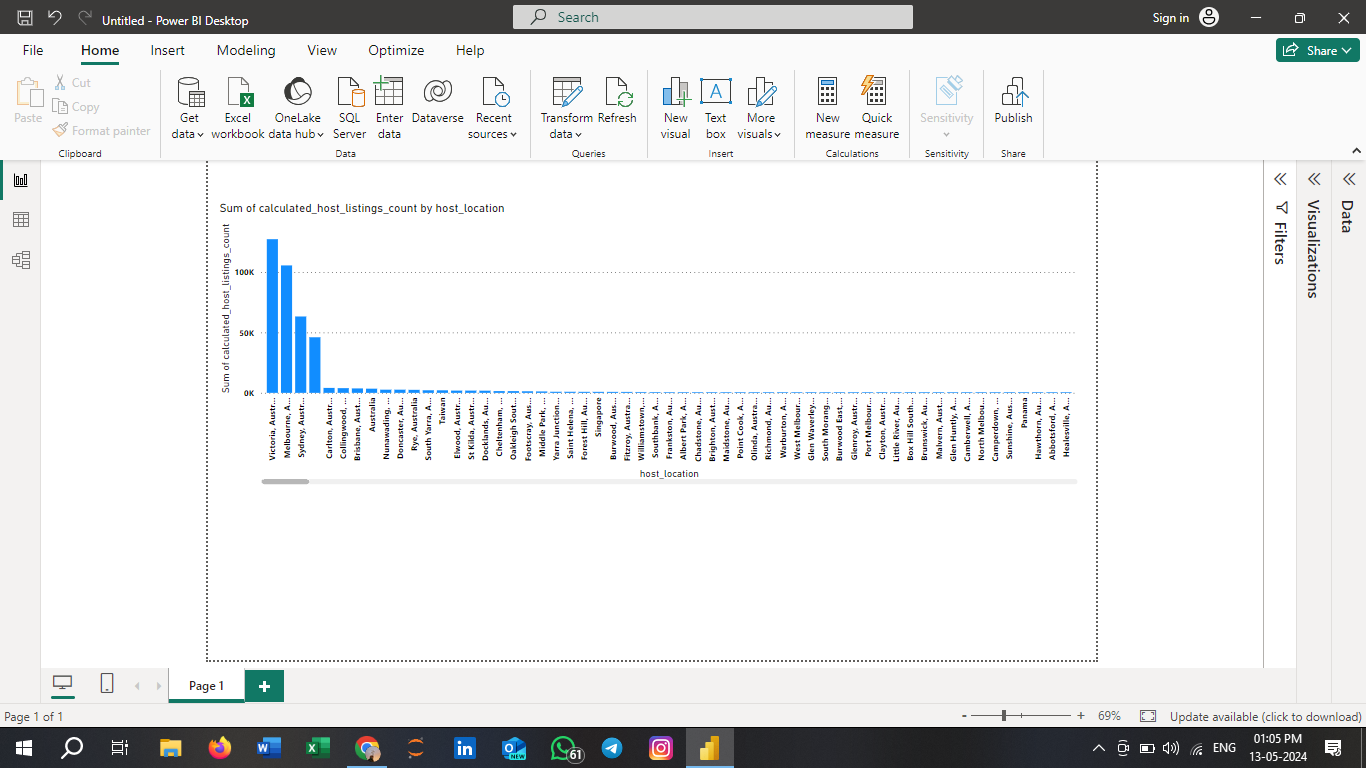 Untitled - Power BI Desktop
Search
Sign in
File Home Insert Modeling View Optimize Help
Share
Paste
Cut
Copy
Format painter
Clipboard
Get data
Excel workbook
OneLake data hub
SQL Server
Enter data
Dataverse
Recent sources
Data
Transform data
Refresh
Queries
New visual
Text box
More visuals
Insert
New measure
Quick measure
Calculations
Sensitivity
Sensitivity
Publish
Share
Sum of calculated_host_listings_count by host_location
Sum of calculated_host_listings_count
100K
50K
0K
Victoria, Austr...
Melbourne, A...
Sydney, Austr...
Carlton, Austr...
Collingwood, ...
Brisbane, Aust...
Australia
Nunawading, ...
Doncaster, Au...
Rye, Australia
South Yarra, A...
Taiwan
Elwood, Austr...
St Kilda, Austr...
Docklands, Au...
Cheltenham, ...
Oakleigh Sout...
Footscray, Aus...
Middle Park, ...
Yarra Junction...
Saint Helena, ...
Forest Hill, Au...
Singapore
Burwood, Aus...
Fitzroy, Austra...
Williamstown,...
Southbank, A...
Frankston, Au...
Albert Park, A...
Chadstone, Au...
Brighton, Aust...
Maidstone, Au...
Point Cook, A...
Olinda, Austra...
Richmond, Au...
Warburton, A...
West Melbour...
Glen Waverley...
South Morang...
Burwood East,...
Glenroy, Austr...
Port Melbour...
Clayton, Austr...
Little River, Au...
Box Hill South...
Brunswick, Au...
Malvern, Aust...
Glen Huntly, A...
Camberwell, A...
North Melbou...
Camperdown, ...
Sunshine, Aus...
Panama
Hawthorn, Au...
Abbotsford, A...
Healesville, A...
host_location
Filters
Visualizations
Data
Page 1
Page 1 of 1
- + 69%
Update available (click to download)
61
NEW
ENG
01:05 PM
13-05-2024